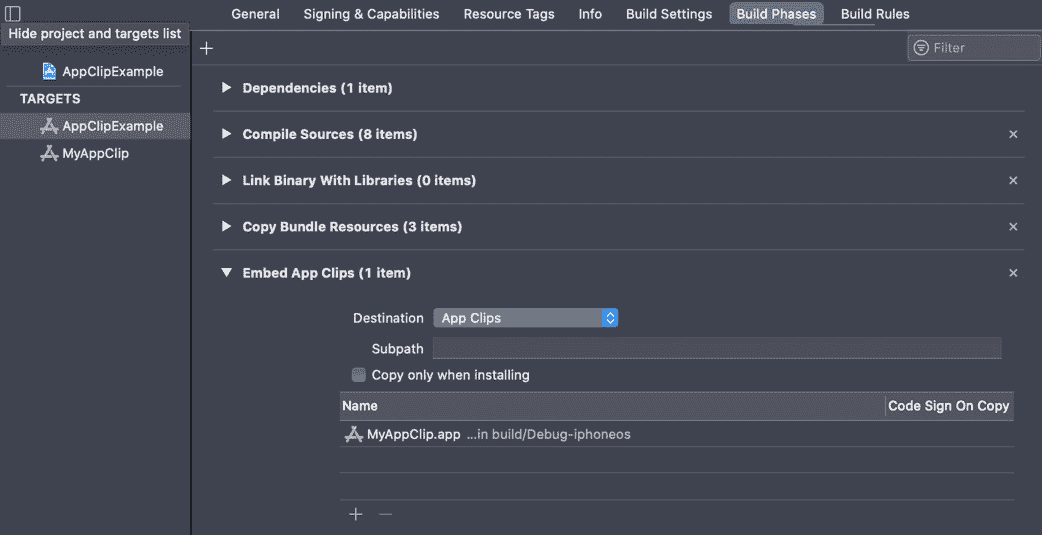 General Signing & Capabilities Resource Tags Info Build Settings Build Phases Build Rules
Hide project and targets list
Filter
AppClipExample
TARGETS
AppClipExample
MyAppClip
Dependencies (1 item)
Compile Sources (8 items)
Link Binary With Libraries (0 items)
Copy Bundle Resources (3 items)
Embed App Clips (1 item)
Destination App Clips
Subpath
Copy only when installing
Name Code Sign On Copy
MyAppClip.app ...in build/Debug-iphoneos